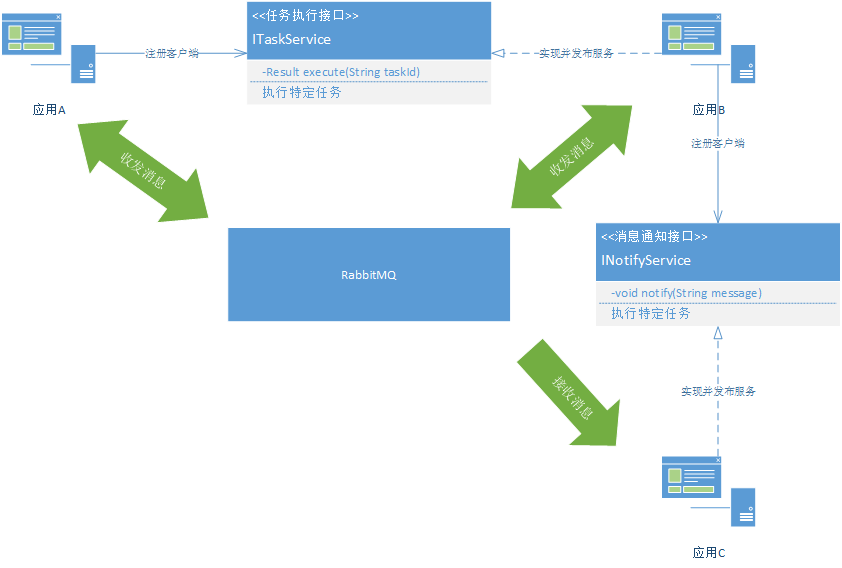 <<任务执行接口>>
ITaskService
注册客户端
实现并发布服务
-Result execute(String taskId)
执行特定任务
应用A
应用B
收发消息
收发消息
注册客户端
<<消息通知接口>>
INotifyService
RabbitMQ
-void notify(String message)
执行特定任务
接收消息
实现并发布服务
应用C